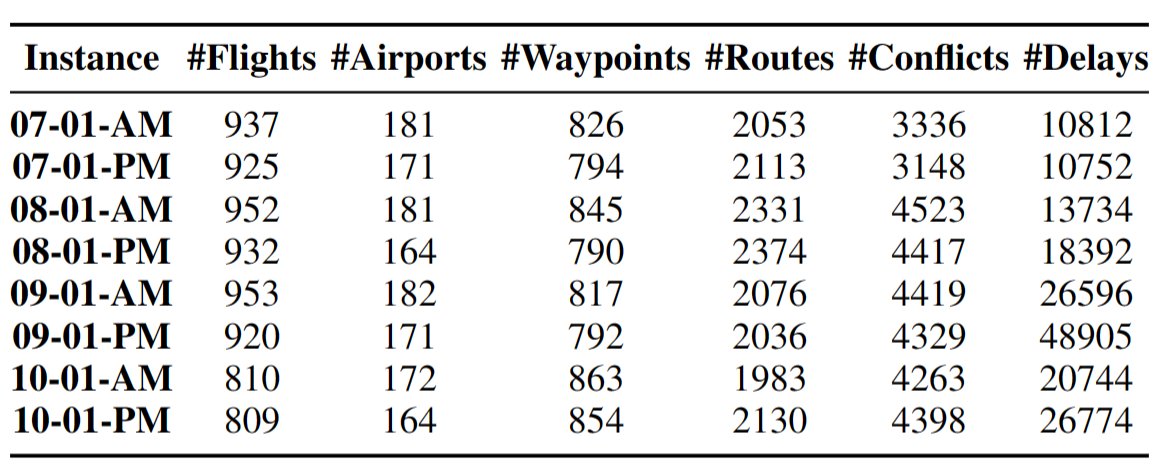 Instance #Flights #Airports #Waypoints #Routes #Conflicts #Delays
07-01-AM 937 181 826 2053 3336 10812
07-01-PM 925 171 794 2113 3148 10752
08-01-AM 952 181 845 2331 4523 13734
08-01-PM 932 164 790 2374 4417 18392
09-01-AM 953 182 817 2076 4419 26596
09-01-PM 920 171 792 2036 4329 48905
10-01-AM 810 172 863 1983 4263 20744
10-01-PM 809 164 854 2130 4398 26774